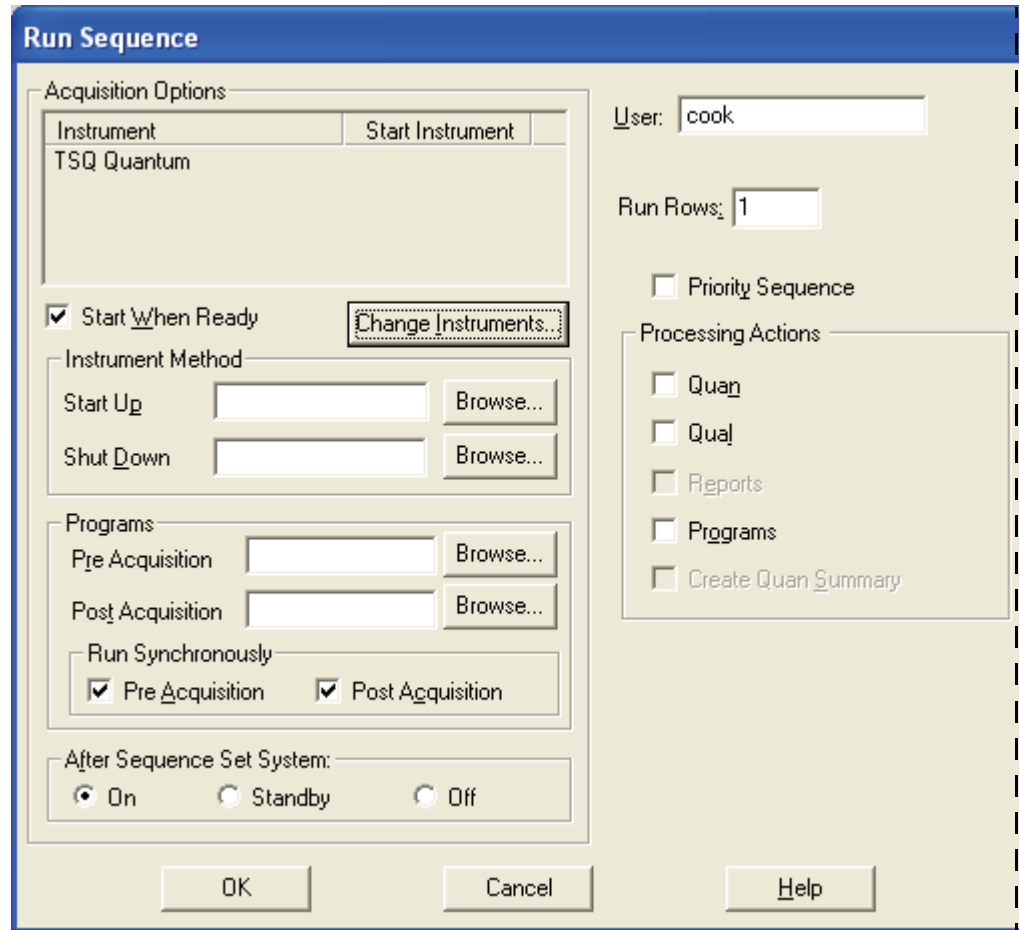 Run Sequence
Acquisition Options
Instrument Start Instrument
TSQ Quantum
Start When Ready
Change Instruments...
Instrument Method
Start Up Browse...
Shut Down Browse...
Programs
Pre Acquisition Browse...
Post Acquisition Browse...
Run Synchronously
Pre Acquisition Post Acquisition
After Sequence Set System:
On Standby Off
User: cook
Run Rows: 1
Priority Sequence
Processing Actions
Quan
Qual
Reports
Programs
Create Quan Summary
OK Cancel Help